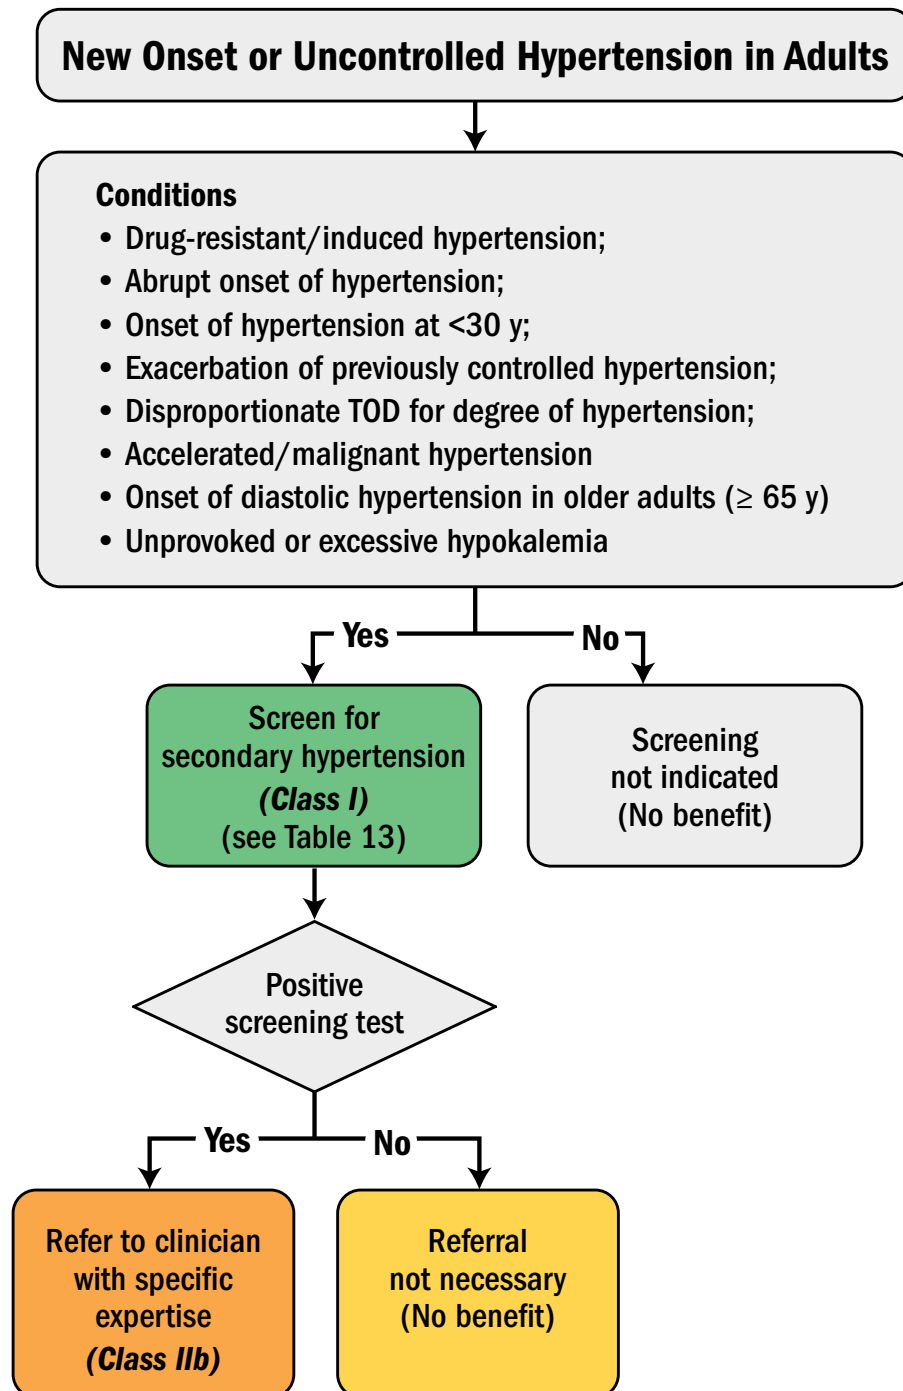 New Onset or Uncontrolled Hypertension in Adults
Conditions
• Drug-resistant/induced hypertension;
• Abrupt onset of hypertension;
• Onset of hypertension at <30 y;
• Exacerbation of previously controlled hypertension;
• Disproportionate TOD for degree of hypertension;
• Accelerated/malignant hypertension
• Onset of diastolic hypertension in older adults (≥ 65 y)
• Unprovoked or excessive hypokalemia
Yes
No
Screen for
secondary hypertension
(Class I)
(see Table 13)
Screening
not indicated
(No benefit)
Positive
screening test
Yes
No
Refer to clinician
with specific
expertise
(Class IIb)
Referral
not necessary
(No benefit)